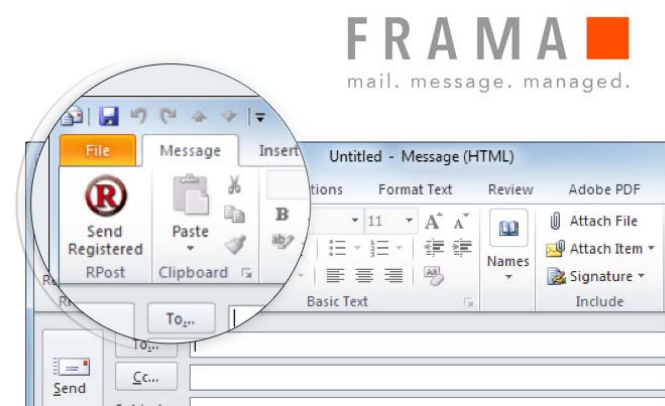 FRAMA
mail. message. managed.
File Message Insert
Untitled - Message (HTML)
Format Text Review Adobe PDF
Send
Registered
RPost
Paste
Clipboard
B
11
A A
Basic Text
Names
Attach File
Attach Item
Signature
Include
To...
To...
Cc...
Send